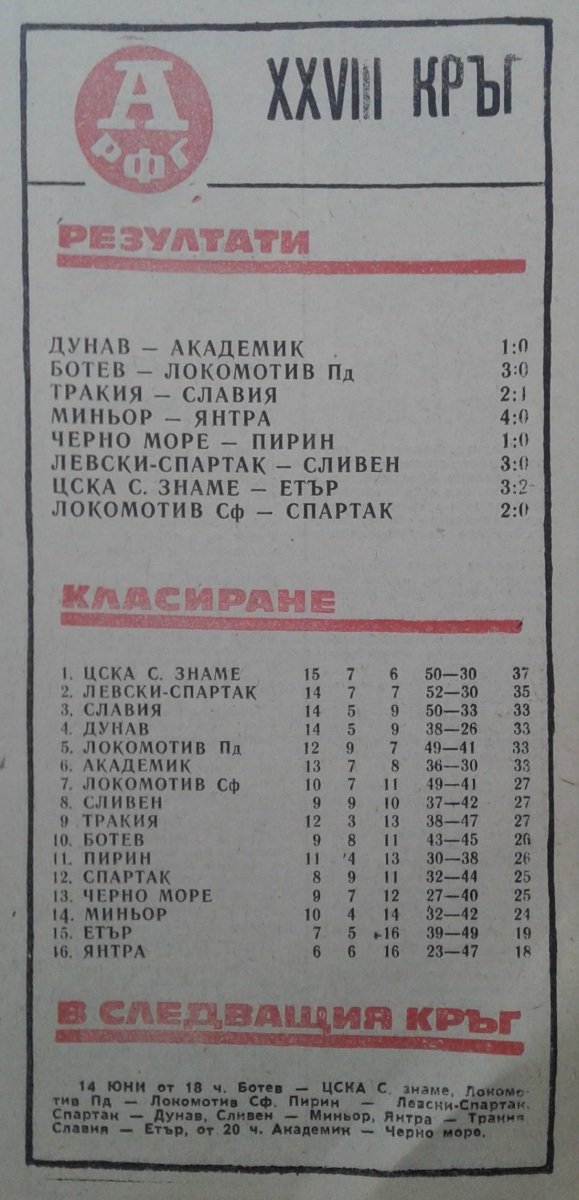 А
РФГ
XXVIII КРЪГ
РЕЗУЛТАТИ
ДУНАВ — АКАДЕМИК 1:0
БОТЕВ — ЛОКОМОТИВ Пд 3:0
ТРАКИЯ — СЛАВИЯ 2:1
МИНЬОР — ЯНТРА 4:0
ЧЕРНО МОРЕ — ПИРИН 1:0
ЛЕВСКИ-СПАРТАК — СЛИВЕН 3:0
ЦСКА С. ЗНАМЕ — ЕТЪР 3:2
ЛОКОМОТИВ Сф — СПАРТАК 2:0
КЛАСИРАНЕ
1. ЦСКА С. ЗНАМЕ 15 7 6 50—30 37
2. ЛЕВСКИ-СПАРТАК 14 7 7 52—30 35
3. СЛАВИЯ 14 5 9 50—33 33
4. ДУНАВ 14 5 9 38—26 33
5. ЛОКОМОТИВ Пд 12 9 7 49—41 33
6. АКАДЕМИК 13 7 8 36—30 33
7. ЛОКОМОТИВ Сф 10 7 11 49—41 27
8. СЛИВЕН 9 9 10 37—42 27
9 ТРАКИЯ 12 3 13 38—47 27
10. БОТЕВ 9 8 11 43—45 26
11. ПИРИН 11 4 13 30—38 26
12. СПАРТАК 8 9 11 32—44 25
13. ЧЕРНО МОРЕ 9 7 12 27—40 25
14. МИНЬОР 10 4 14 32—42 24
15. ЕТЪР 7 5 16 39—49 19
16. ЯНТРА 6 6 16 23—47 18
В СЛЕДВАЩИЯ КРЪГ
14 ЮНИ от 18 ч. Ботев — ЦСКА С. знаме, Локомо-
тив Пд — Локомотив Сф. Пирин — Левски-Спартак.
Спартак — Дунав, Сливен — Миньор, Янтра — Тракия
Славия — Етър, от 20 ч. Академик — Черно море.